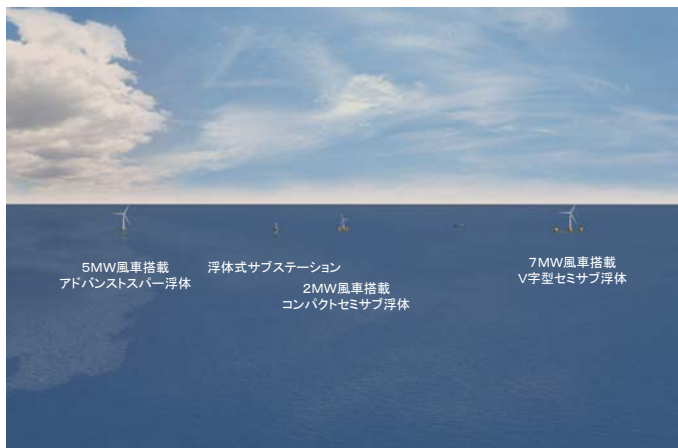 5MW風車搭載
アドバンストスパー浮体
浮体式サブステーション
2MW風車搭載
コンパクトセミサブ浮体
7MW風車搭載
V字型セミサブ浮体